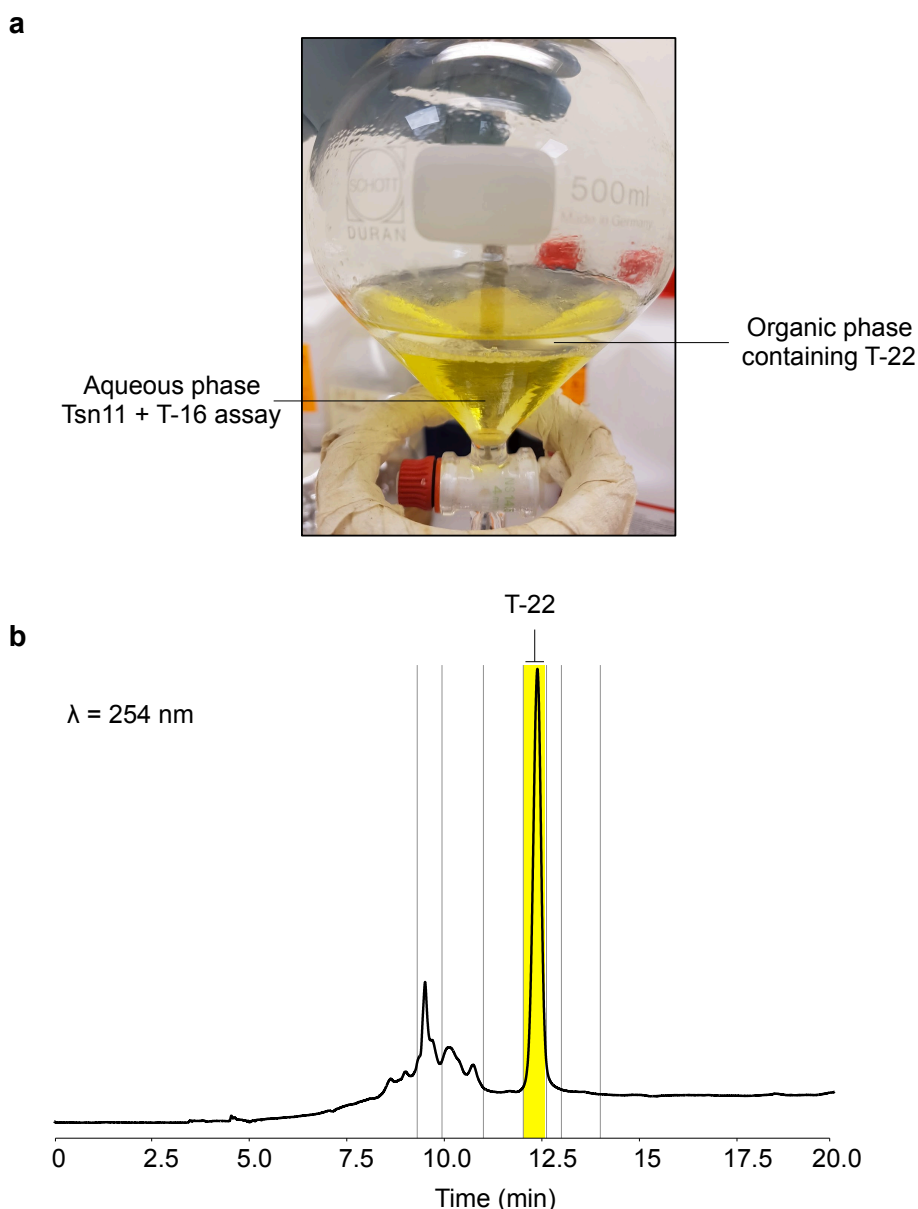 a
SCHOTT
DURAN
500ml
Made in Germany
Organic phase
containing T-22
Aqueous phase
Tsn11 + T-16 assay
b
T-22
λ = 254 nm
0
2.5
5.0
7.5
10.0
12.5
15
17.5
20.0
Time (min)